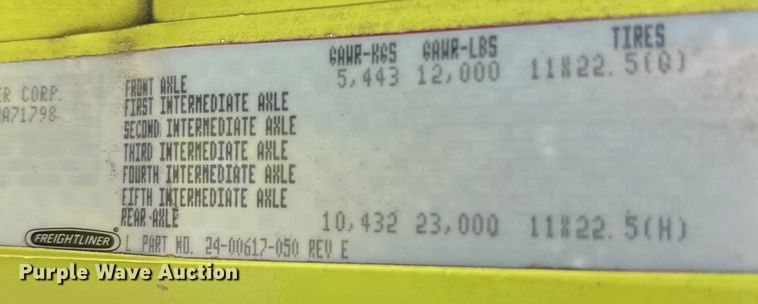 GAWR-KGS GAWR-LBS TIRES
ER CORP. FRONT AXLE 5,443 12,000 11X22.5(G)
FIRST INTERMEDIATE AXLE
A71798 SECOND INTERMEDIATE AXLE
THIRD INTERMEDIATE AXLE
FOURTH INTERMEDIATE AXLE
FIFTH INTERMEDIATE AXLE
REAR AXLE 10,432 23,000 11X22.5(H)
FREIGHTLINER L PART NO. 24-00617-050 REV E
Purple Wave Auction